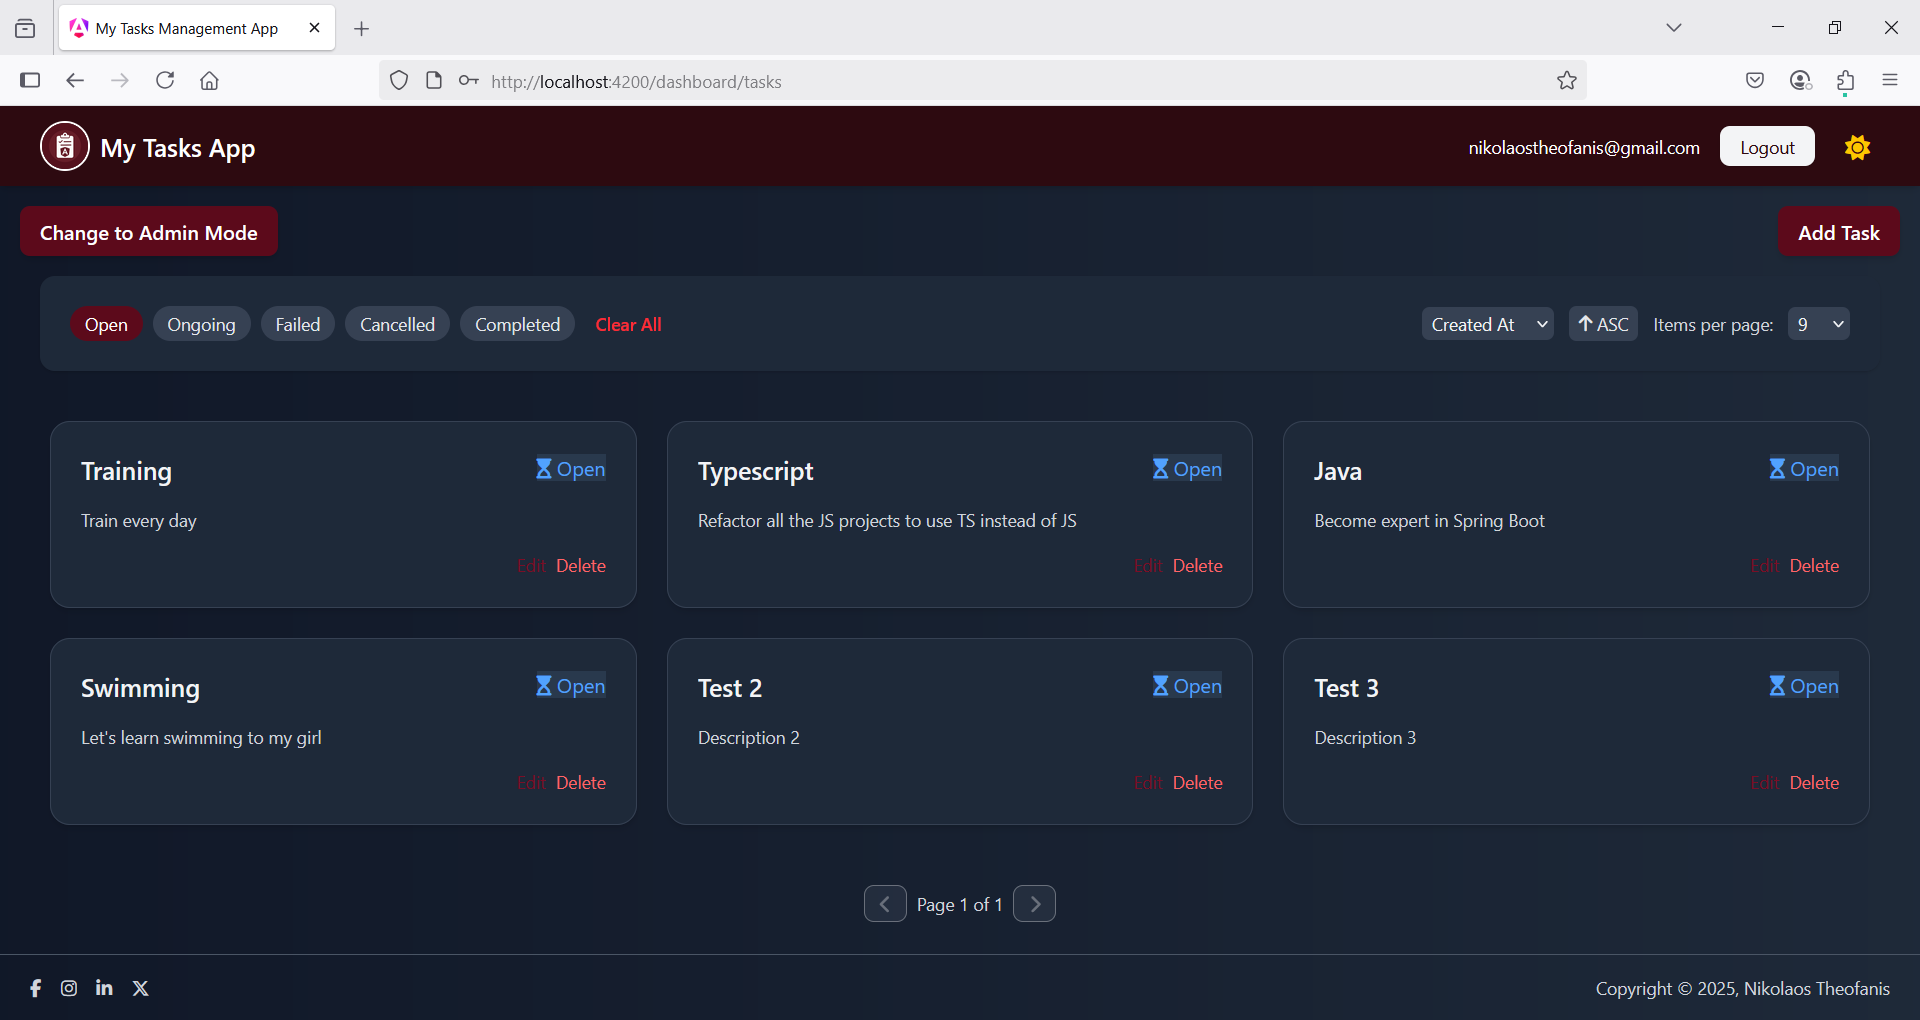 My Tasks Management App
http://localhost:4200/dashboard/tasks
My Tasks App
nikolaostheofanis@gmail.com
Logout
Change to Admin Mode
Add Task
Open
Ongoing
Failed
Cancelled
Completed
Clear All
Created At
ASC
Items per page:
9
Training
Open
Train every day
Edit Delete
Typescript
Open
Refactor all the JS projects to use TS instead of JS
Edit Delete
Java
Open
Become expert in Spring Boot
Edit Delete
Swimming
Open
Let's learn swimming to my girl
Edit Delete
Test 2
Open
Description 2
Edit Delete
Test 3
Open
Description 3
Edit Delete
Page 1 of 1
Copyright © 2025, Nikolaos Theofanis